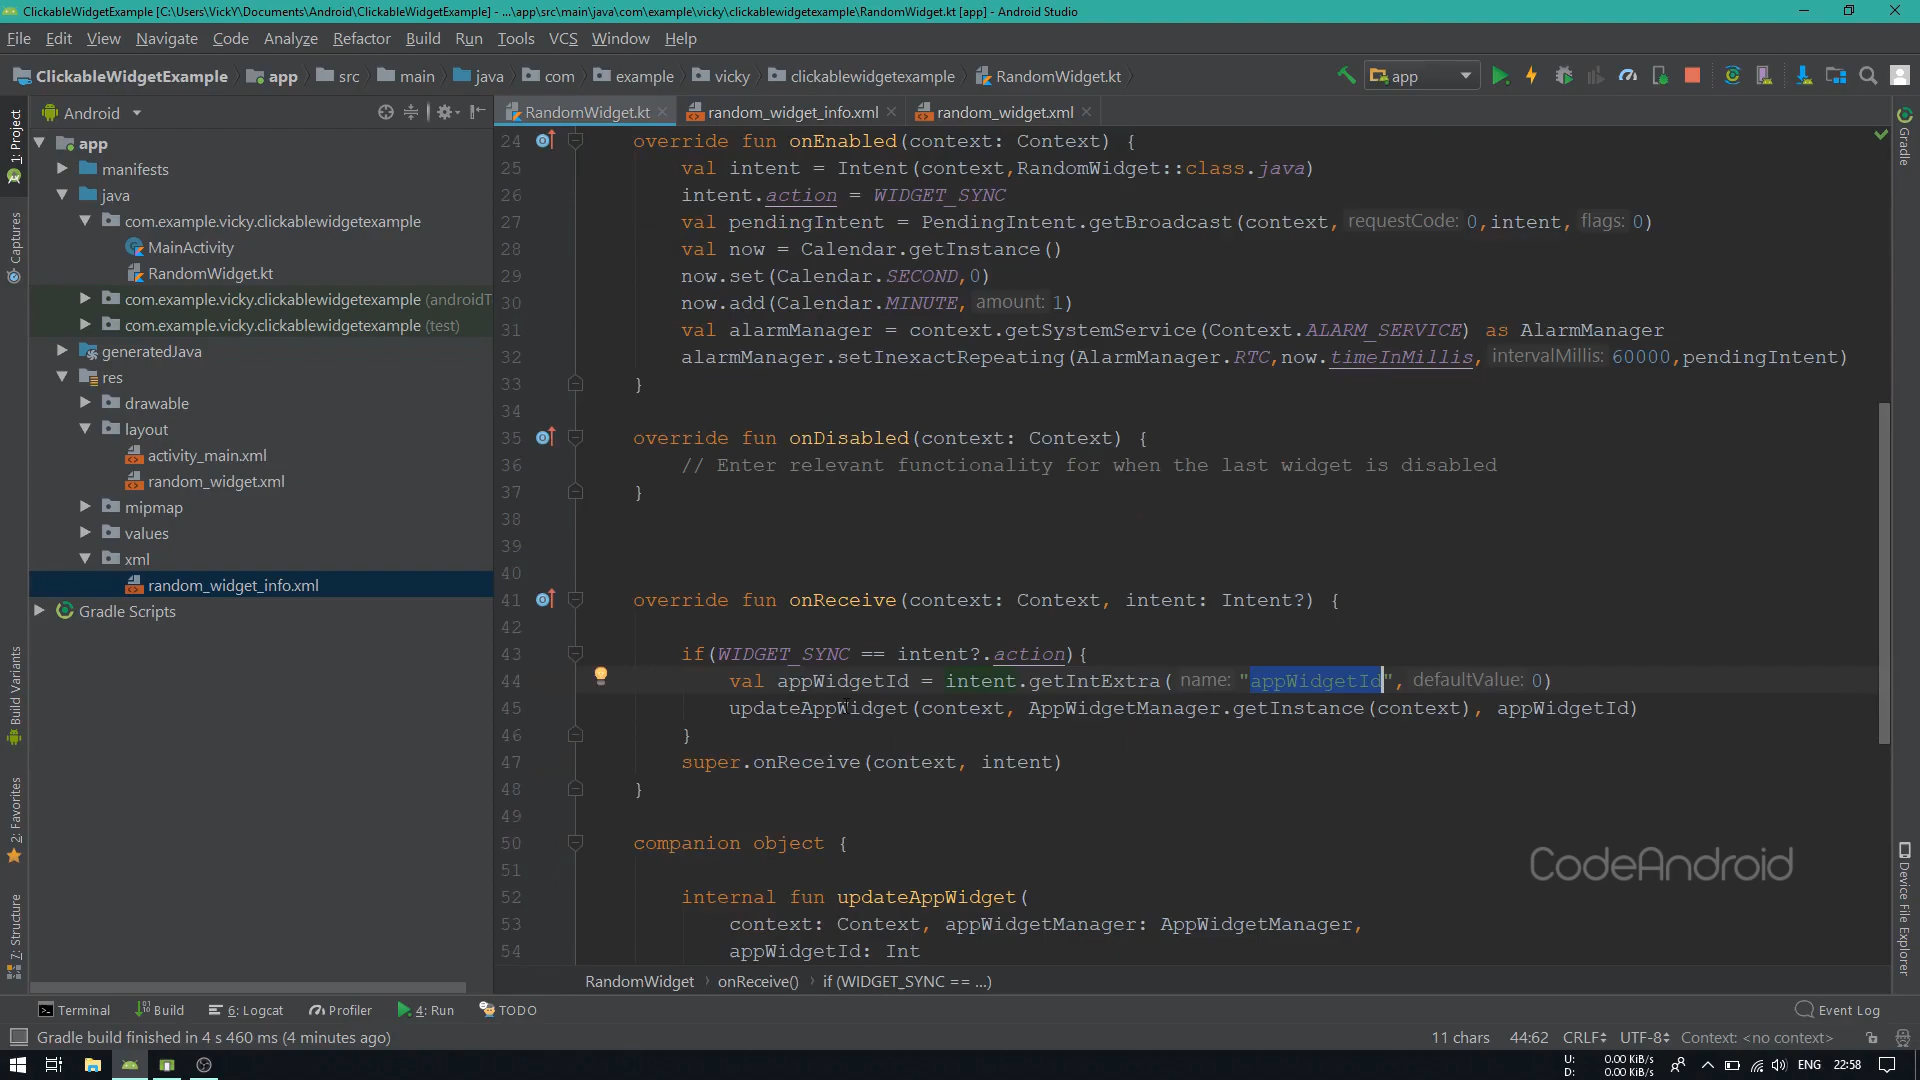 ClickableWidgetExample [C:\Users\VickY\Documents\Android\ClickableWidgetExample] - ...\app\src\main\java\com\example\vicky\clickablewidgetexample\RandomWidget.kt [app] - Android Studio
File Edit View Navigate Code Analyze Refactor Build Run Tools VCS Window Help
ClickableWidgetExample app src main java com example vicky clickablewidgetexample RandomWidget.kt app
Android RandomWidget.kt random_widget_info.xml random_widget.xml
1: Project
Captures
Build Variants
2: Favorites
7: Structure
app
manifests
java
com.example.vicky.clickablewidgetexample
MainActivity
RandomWidget.kt
com.example.vicky.clickablewidgetexample (androidT
com.example.vicky.clickablewidgetexample (test)
generatedJava
res
drawable
layout
activity_main.xml
random_widget.xml
mipmap
values
xml
random_widget_info.xml
Gradle Scripts
24 override fun onEnabled(context: Context) {
25 val intent = Intent(context,RandomWidget::class.java)
26 intent.action = WIDGET_SYNC
27 val pendingIntent = PendingIntent.getBroadcast(context, requestCode: 0,intent, flags: 0)
28 val now = Calendar.getInstance()
29 now.set(Calendar.SECOND,0)
30 now.add(Calendar.MINUTE, amount: 1)
31 val alarmManager = context.getSystemService(Context.ALARM_SERVICE) as AlarmManager
32 alarmManager.setInexactRepeating(AlarmManager.RTC,now.timeInMillis, intervalMillis: 60000,pendingIntent)
33 }
34
35 override fun onDisabled(context: Context) {
36 // Enter relevant functionality for when the last widget is disabled
37 }
38
39
40
41 override fun onReceive(context: Context, intent: Intent?) {
42
43 if(WIDGET_SYNC == intent?.action){
44 val appWidgetId = intent.getIntExtra( name: "appWidgetId", defaultValue: 0)
45 updateAppWidget(context, AppWidgetManager.getInstance(context), appWidgetId)
46 }
47 super.onReceive(context, intent)
48 }
49
50 companion object {
51
52 internal fun updateAppWidget(
53 context: Context, appWidgetManager: AppWidgetManager,
54 appWidgetId: Int
CodeAndroid
Gradle
Device File Explorer
RandomWidget onReceive() if (WIDGET_SYNC == ...)
Terminal Build 6: Logcat Profiler 4: Run TODO Event Log
Gradle build finished in 4 s 460 ms (4 minutes ago) 11 chars 44:62 CRLF UTF-8 Context: <no context>
U: 0.00 KiB/s
D: 0.00 KiB/s
ENG 22:58